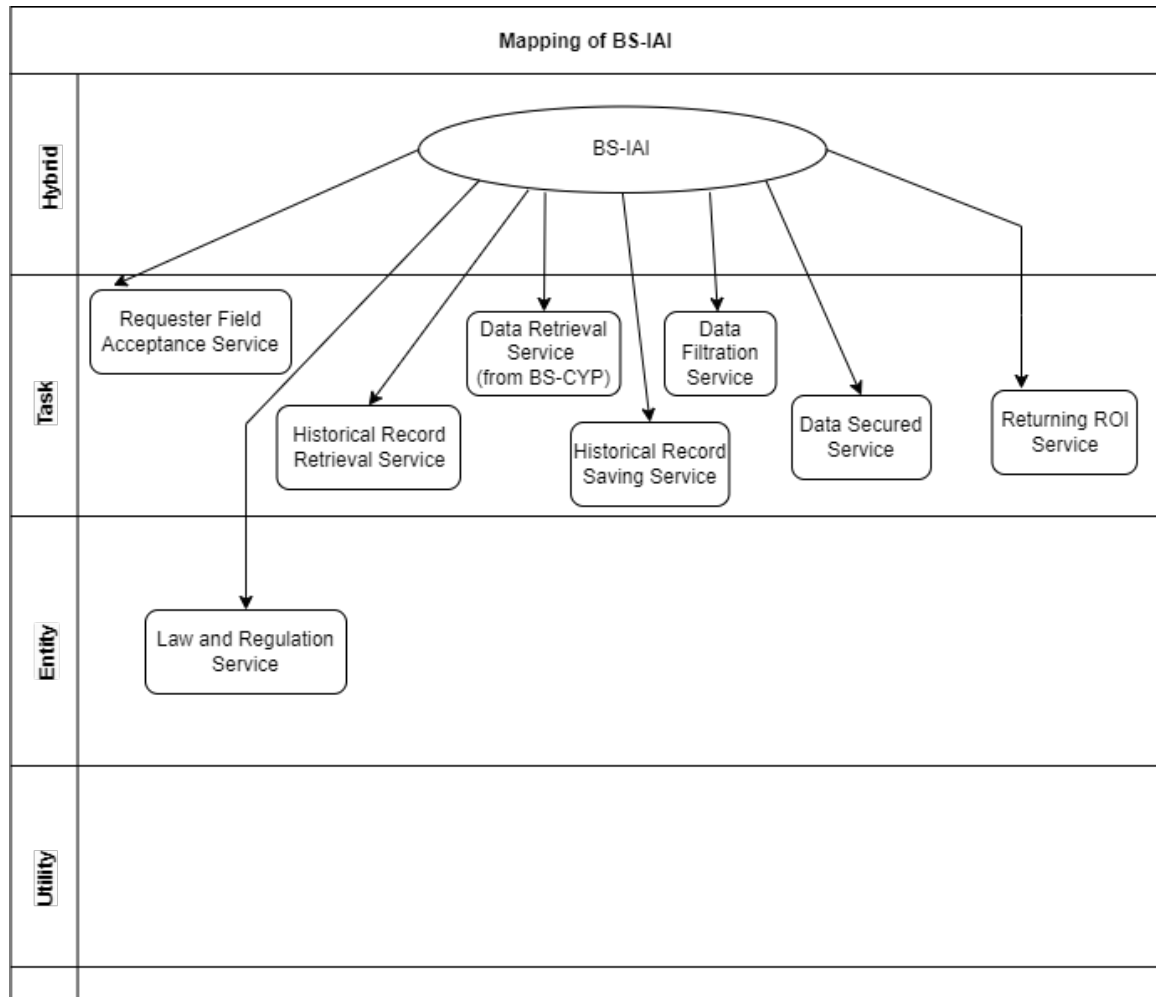 Mapping of BS-IAI
Hybrid
BS-IAI
Task
Requester Field
Acceptance Service
Data Retrieval
Service
(from BS-CYP)
Data
Filtration
Service
Historical Record
Retrieval Service
Historical Record
Saving Service
Data Secured
Service
Returning ROI
Service
Entity
Law and Regulation
Service
Utility